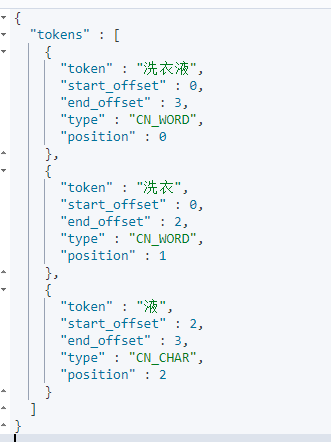 {
  "tokens" : [
    {
      "token" : "洗衣液",
      "start_offset" : 0,
      "end_offset" : 3,
      "type" : "CN_WORD",
      "position" : 0
    },
    {
      "token" : "洗衣",
      "start_offset" : 0,
      "end_offset" : 2,
      "type" : "CN_WORD",
      "position" : 1
    },
    {
      "token" : "液",
      "start_offset" : 2,
      "end_offset" : 3,
      "type" : "CN_CHAR",
      "position" : 2
    }
  ]
}